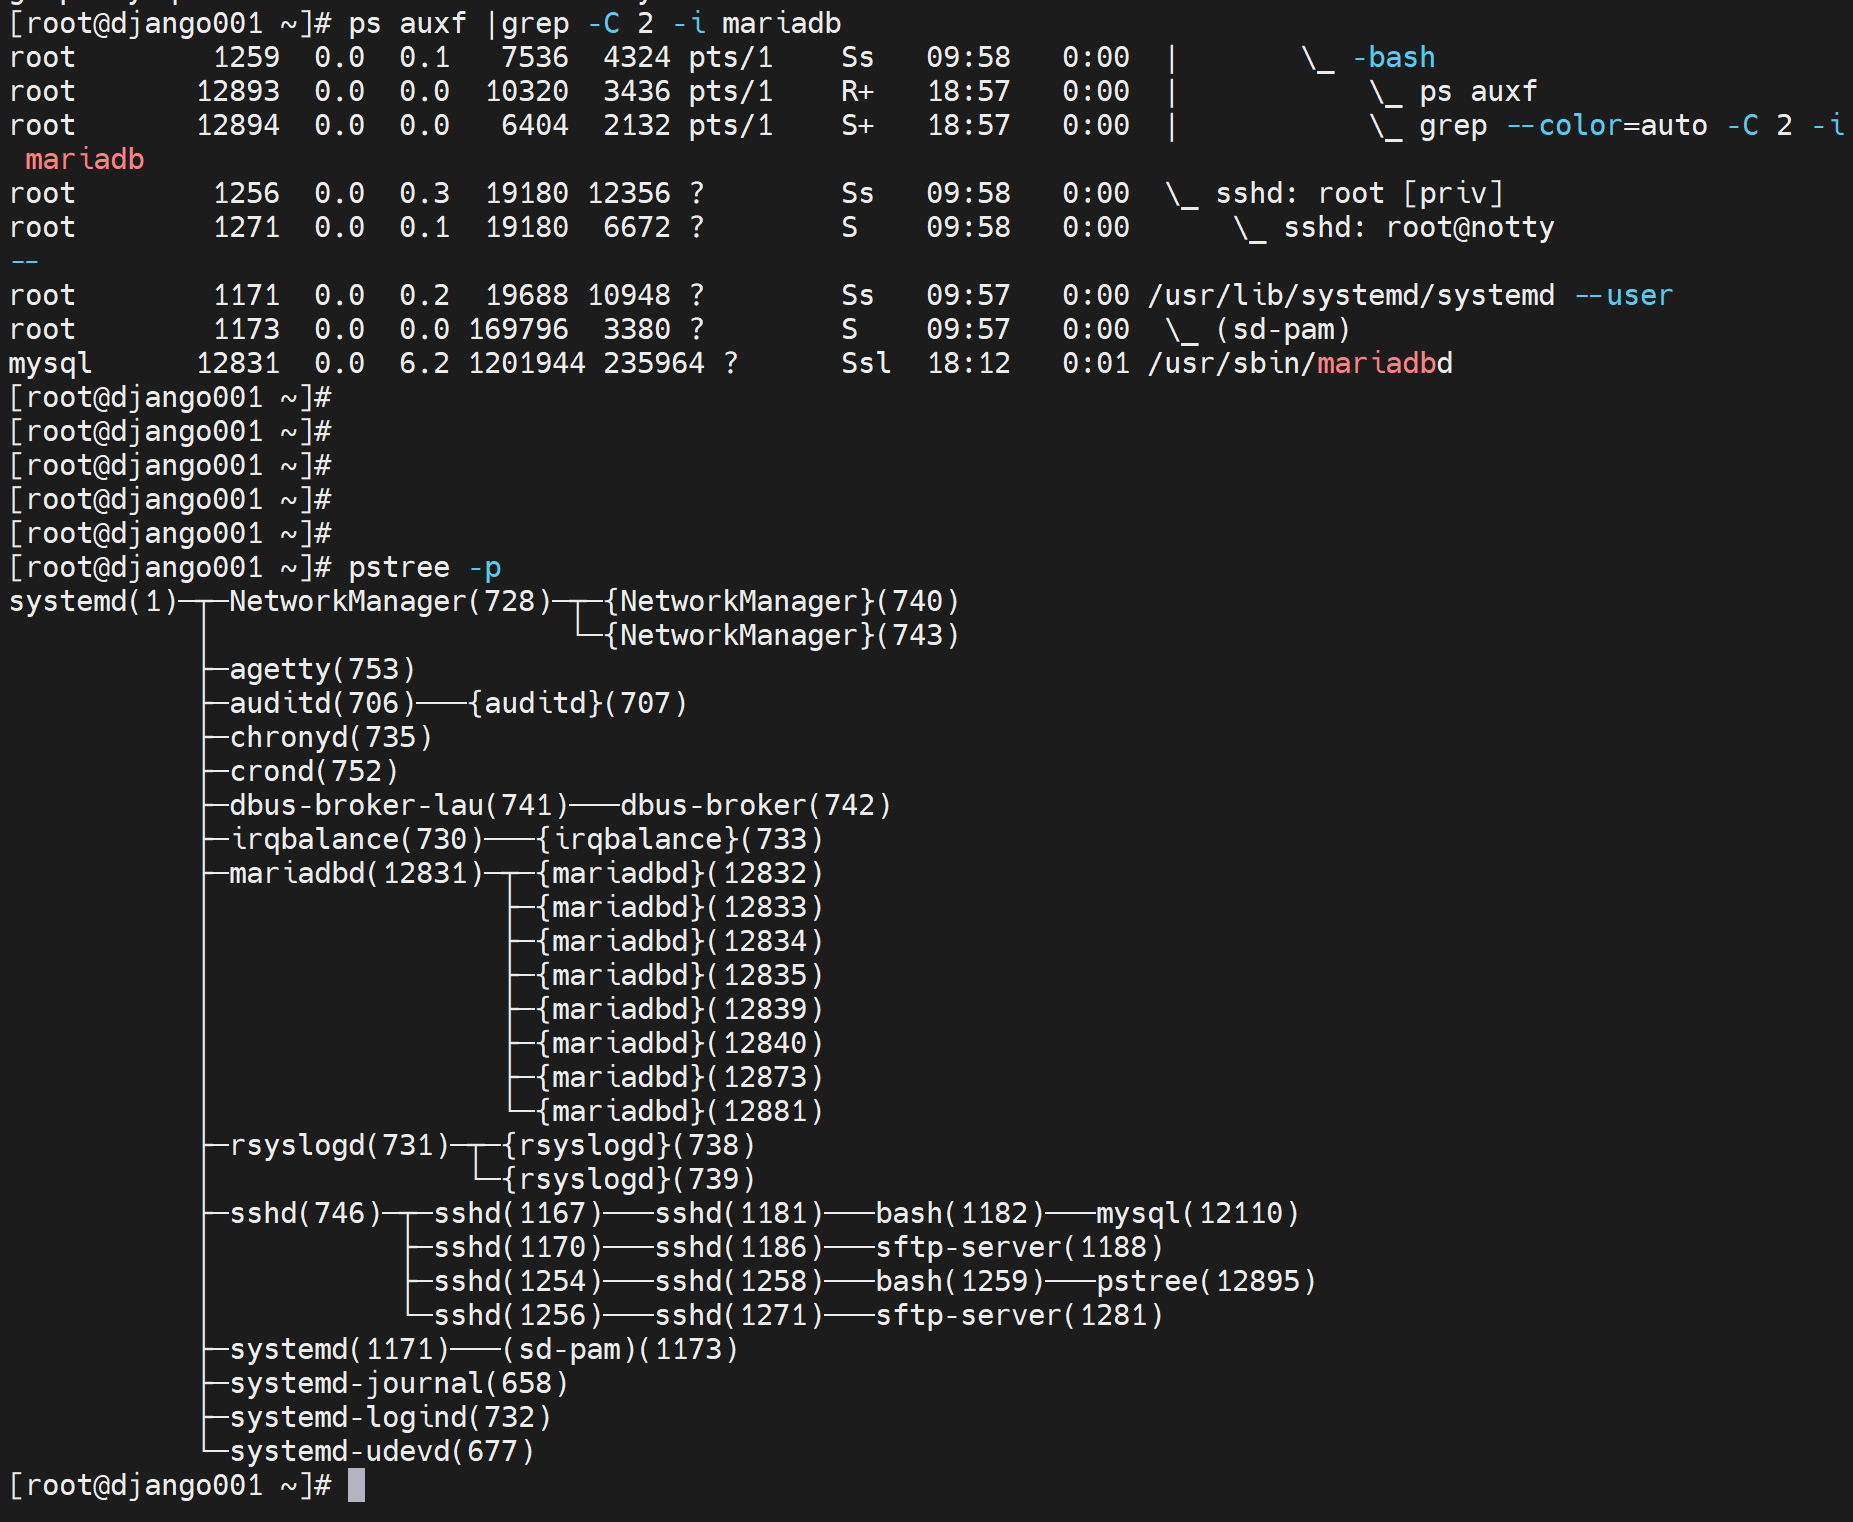 [root@django001 ~]# ps auxf |grep -C 2 -i mariadb
root        1259  0.0  0.1   7536  4324 pts/1    Ss   09:58   0:00  |       \_ -bash
root       12893  0.0  0.0  10320  3436 pts/1    R+   18:57   0:00  |           \_ ps auxf
root       12894  0.0  0.0   6404  2132 pts/1    S+   18:57   0:00  |           \_ grep --color=auto -C 2 -i
 mariadb
root        1256  0.0  0.3  19180 12356 ?        Ss   09:58   0:00  \_ sshd: root [priv]
root        1271  0.0  0.1  19180  6672 ?        S    09:58   0:00      \_ sshd: root@notty
--
root        1171  0.0  0.2  19688 10948 ?        Ss   09:57   0:00 /usr/lib/systemd/systemd --user
root        1173  0.0  0.0 169796  3380 ?        S    09:57   0:00  \_ (sd-pam)
mysql      12831  0.0  6.2 1201944 235964 ?      Ssl  18:12   0:01 /usr/sbin/mariadbd
[root@django001 ~]#
[root@django001 ~]#
[root@django001 ~]#
[root@django001 ~]#
[root@django001 ~]#
[root@django001 ~]# pstree -p
systemd(1)─┬─NetworkManager(728)─┬─{NetworkManager}(740)
           │                     └─{NetworkManager}(743)
           ├─agetty(753)
           ├─auditd(706)───{auditd}(707)
           ├─chronyd(735)
           ├─crond(752)
           ├─dbus-broker-lau(741)───dbus-broker(742)
           ├─irqbalance(730)───{irqbalance}(733)
           ├─mariadbd(12831)─┬─{mariadbd}(12832)
           │                 ├─{mariadbd}(12833)
           │                 ├─{mariadbd}(12834)
           │                 ├─{mariadbd}(12835)
           │                 ├─{mariadbd}(12839)
           │                 ├─{mariadbd}(12840)
           │                 ├─{mariadbd}(12873)
           │                 └─{mariadbd}(12881)
           ├─rsyslogd(731)─┬─{rsyslogd}(738)
           │               └─{rsyslogd}(739)
           ├─sshd(746)─┬─sshd(1167)───sshd(1181)───bash(1182)───mysql(12110)
           │           ├─sshd(1170)───sshd(1186)───sftp-server(1188)
           │           ├─sshd(1254)───sshd(1258)───bash(1259)───pstree(12895)
           │           └─sshd(1256)───sshd(1271)───sftp-server(1281)
           ├─systemd(1171)───(sd-pam)(1173)
           ├─systemd-journal(658)
           ├─systemd-logind(732)
           └─systemd-udevd(677)
[root@django001 ~]#